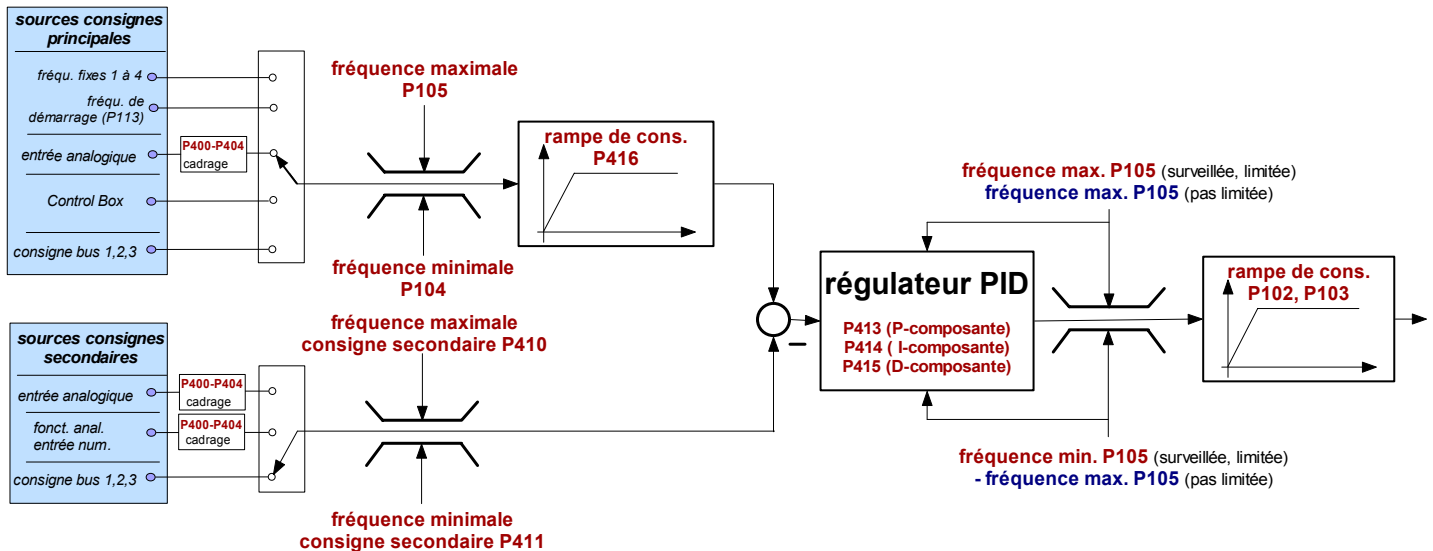 sources consignes
principales
fréqu. fixes 1 à 4
fréqu. de
démarrage (P113)
entrée analogique
P400-P404
cadrage
Control Box
consigne bus 1,2,3
fréquence maximale
P105
fréquence minimale
P104
rampe de cons.
P416
sources consignes
secondaires
entrée analogique
P400-P404
cadrage
fonct. anal.
entrée num.
P400-P404
cadrage
consigne bus 1,2,3
fréquence maximale
consigne secondaire P410
fréquence minimale
consigne secondaire P411
régulateur PID
P413 (P-composante)
P414 ( I-composante)
P415 (D-composante)
fréquence max. P105 (surveillée, limitée)
fréquence max. P105 (pas limitée)
fréquence min. P105 (surveillée, limitée)
- fréquence max. P105 (pas limitée)
rampe de cons.
P102, P103